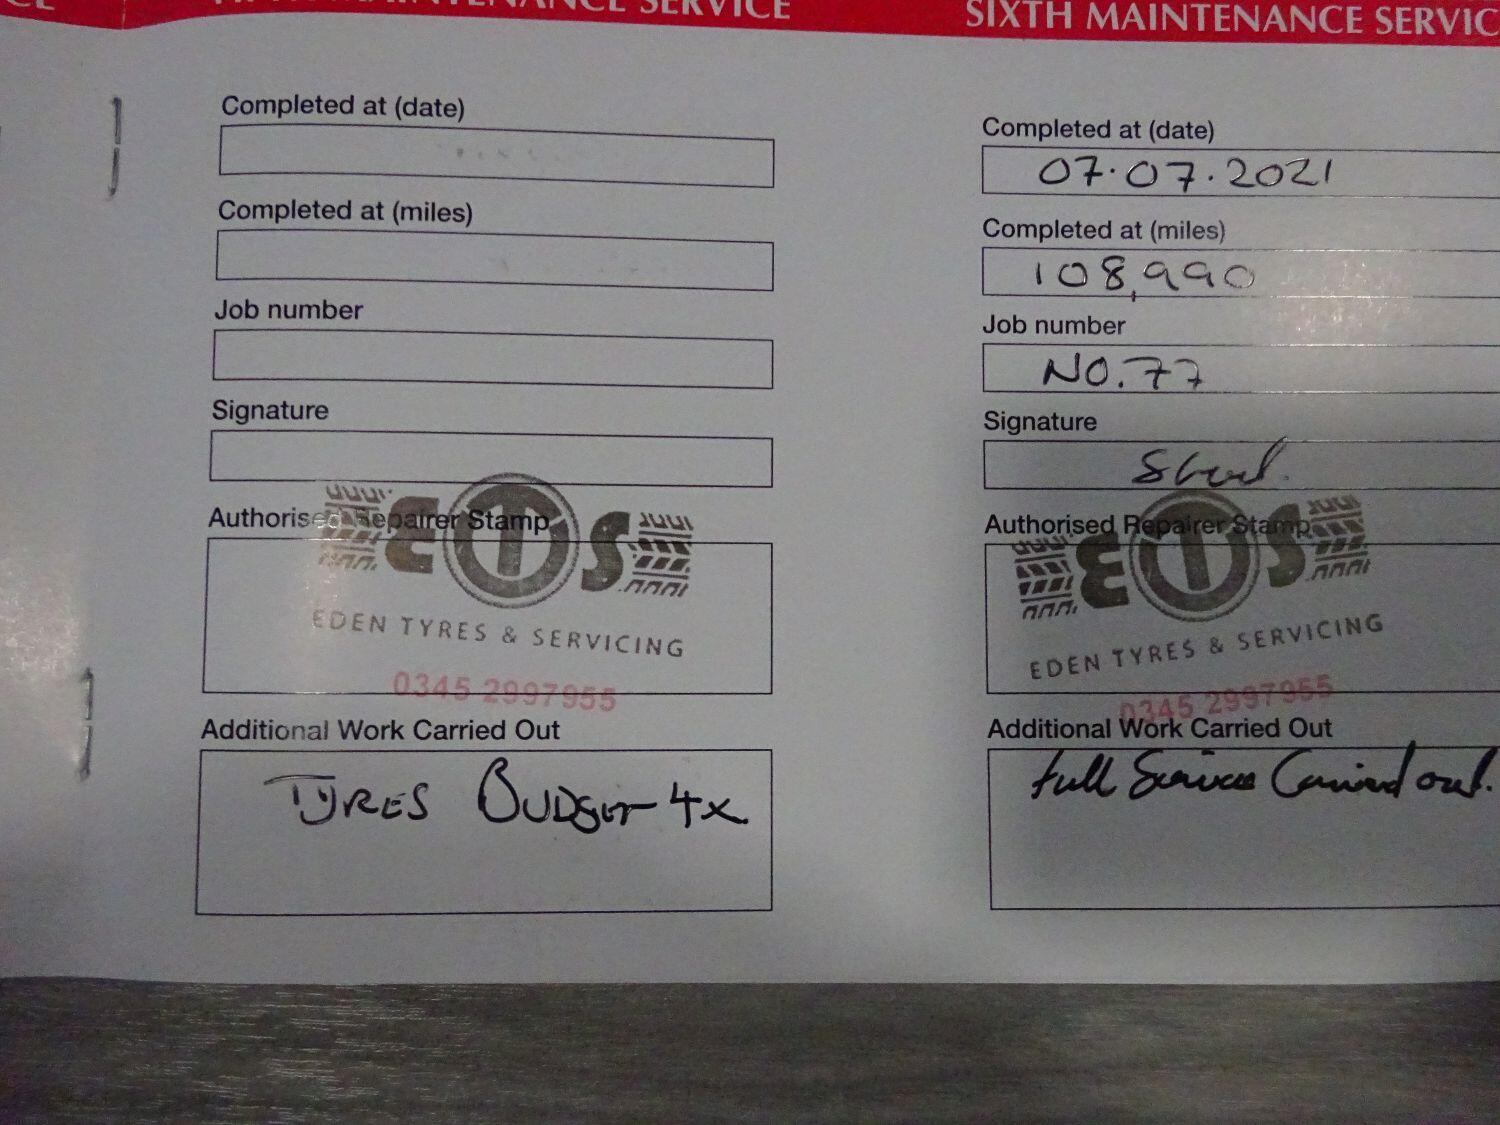 MAINTENANCE SERVICE
Completed at (date)
Completed at (miles)
Job number
Signature
Authorised Repairer Stamp
ETS
EDEN TYRES & SERVICING
0345 2997955
Additional Work Carried Out
TYRES BUDGET 4x
SIXTH MAINTENANCE SERVIC
Completed at (date)
07.07.2021
Completed at (miles)
108,990
Job number
NO.77
Signature
Authorised Repairer Stamp
ETS
EDEN TYRES & SERVICING
0345 2997955
Additional Work Carried Out
Full Services Carried out.